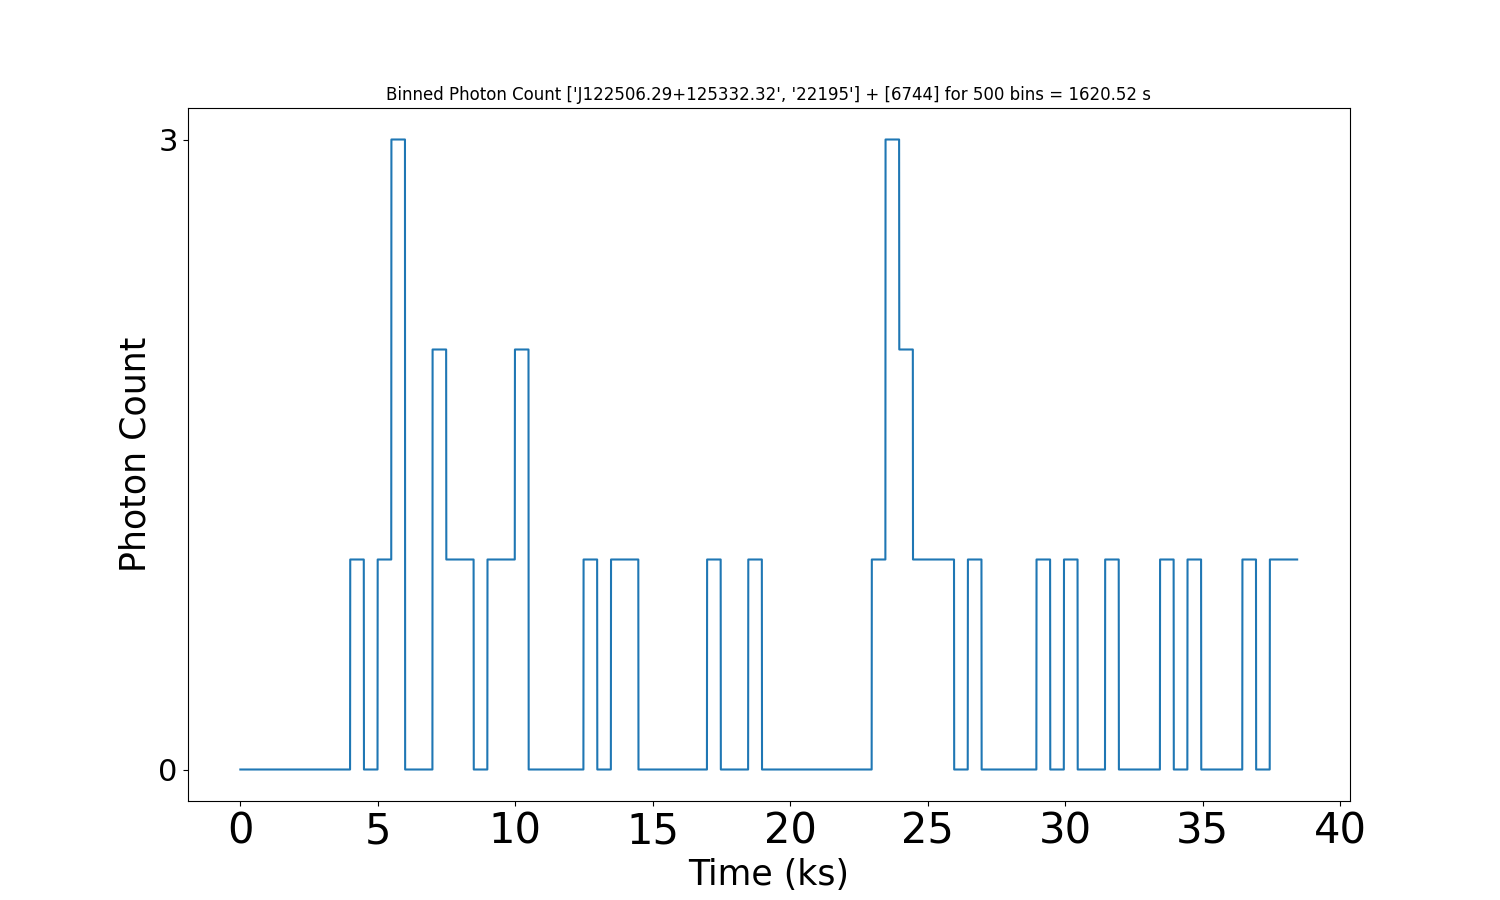 Binned Photon Count ['J122506.29+125332.32', '22195'] + [6744] for 500 bins = 1620.52 s
3
Photon Count
0
0 5 10 15 20 25 30 35 40
Time (ks)